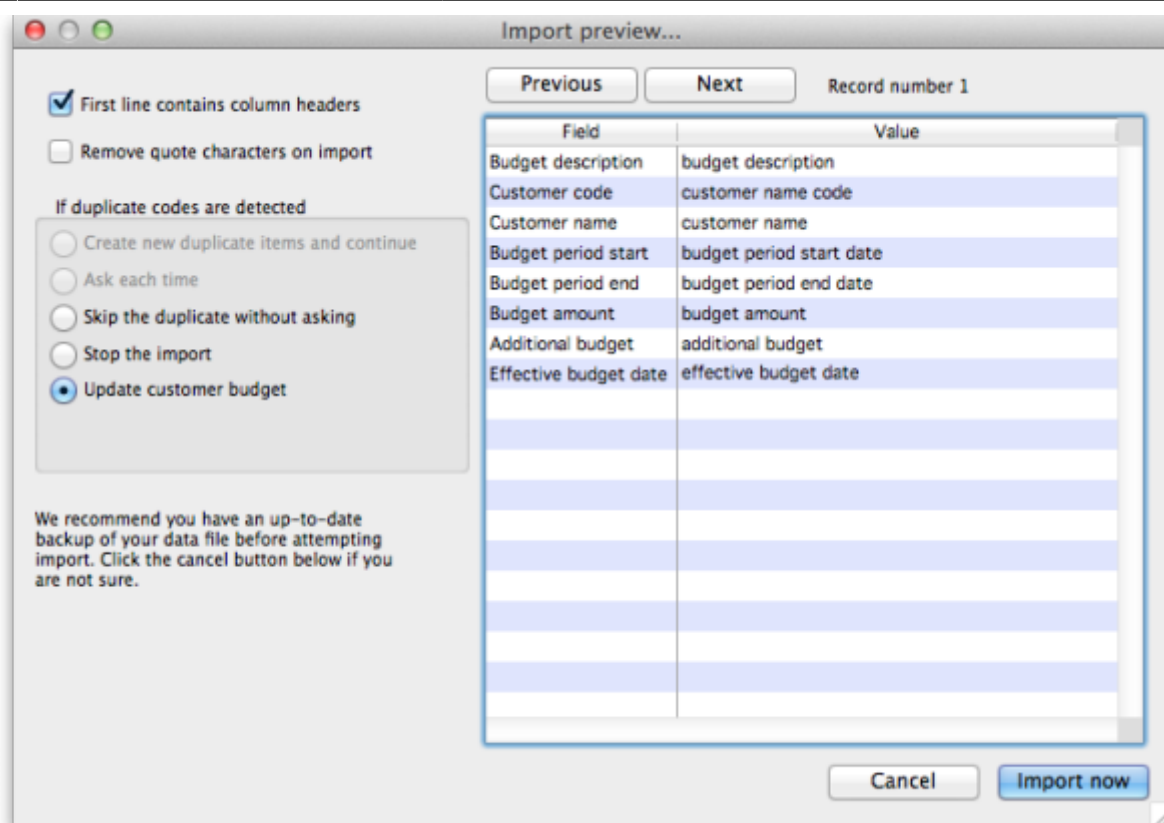 Import preview...
First line contains column headers
Remove quote characters on import
If duplicate codes are detected
Create new duplicate items and continue
Ask each time
Skip the duplicate without asking
Stop the import
Update customer budget
We recommend you have an up-to-date
backup of your data file before attempting
import. Click the cancel button below if you
are not sure.
Previous Next Record number 1
Field Value
Budget description budget description
Customer code customer name code
Customer name customer name
Budget period start budget period start date
Budget period end budget period end date
Budget amount budget amount
Additional budget additional budget
Effective budget date effective budget date
Cancel Import now